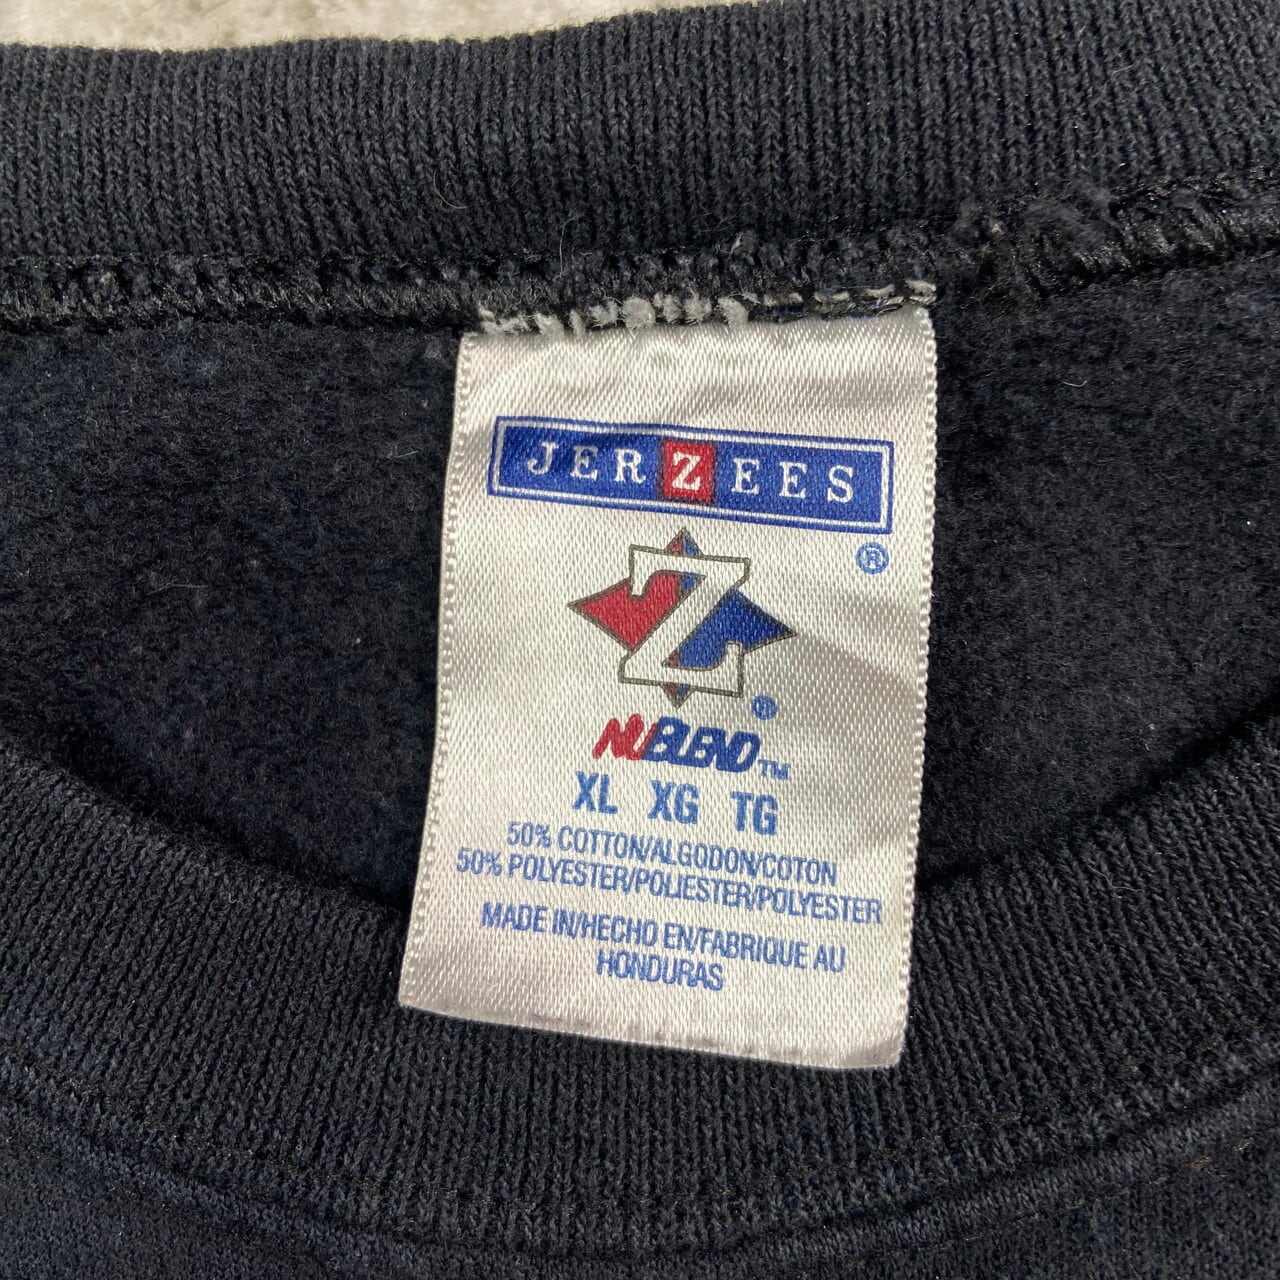 JERZEES
®
Z
®
NUBLEND™
XL XG TG
50% COTTON/ALGODON/COTON
50% POLYESTER/POLIESTER/POLYESTER
MADE IN/HECHO EN/FABRIQUE AU
HONDURAS